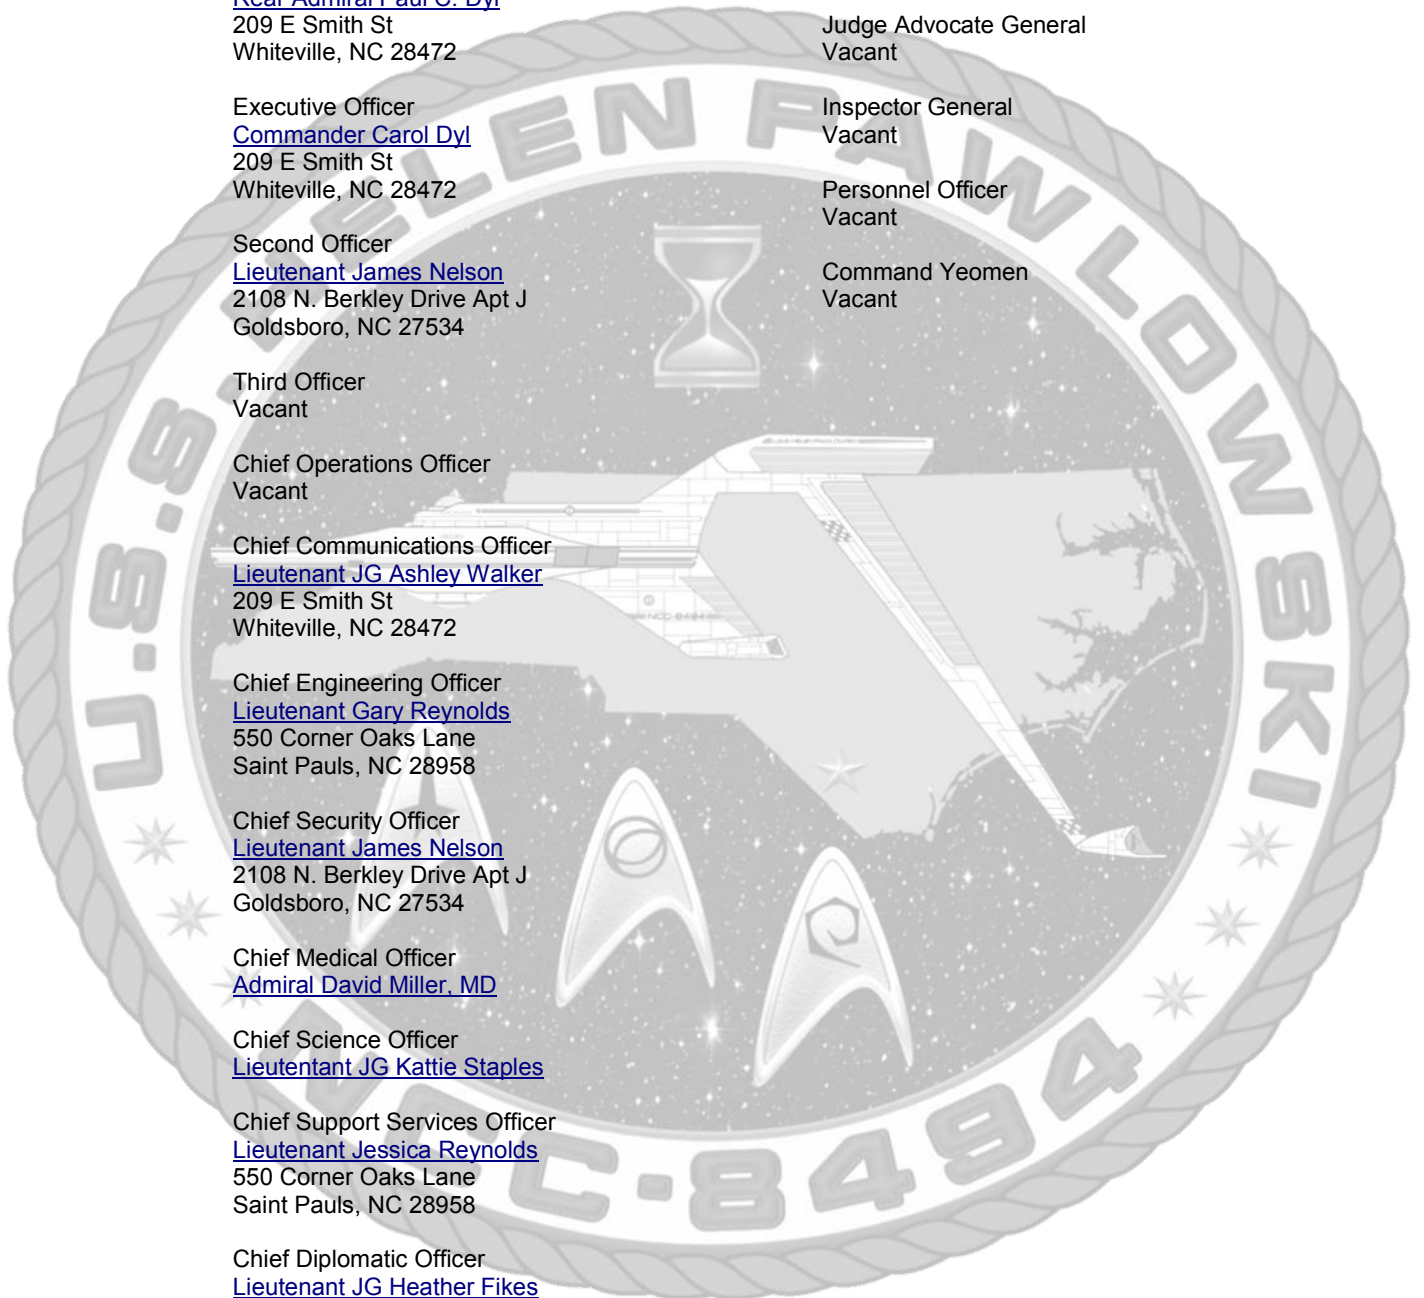 Rear Admiral Paul C. Dyl
209 E Smith St
Whiteville, NC 28472
Executive Officer
Commander Carol Dyl
209 E Smith St
Whiteville, NC 28472
Second Officer
Lieutenant James Nelson
2108 N. Berkley Drive Apt J
Goldsboro, NC 27534
Third Officer
Vacant
Chief Operations Officer
Vacant
Chief Communications Officer
Lieutenant JG Ashley Walker
209 E Smith St
Whiteville, NC 28472
Chief Engineering Officer
Lieutenant Gary Reynolds
550 Corner Oaks Lane
Saint Pauls, NC 28958
Chief Security Officer
Lieutenant James Nelson
2108 N. Berkley Drive Apt J
Goldsboro, NC 27534
Chief Medical Officer
Admiral David Miller, MD
Chief Science Officer
Lieutentant JG Kattie Staples
Chief Support Services Officer
Lieutenant Jessica Reynolds
550 Corner Oaks Lane
Saint Pauls, NC 28958
Chief Diplomatic Officer
Lieutenant JG Heather Fikes
Judge Advocate General
Vacant
Inspector General
Vacant
Personnel Officer
Vacant
Command Yeomen
Vacant
U.S.S. HELEN PAWLOWSKI
NCC-8494
NCC-8494